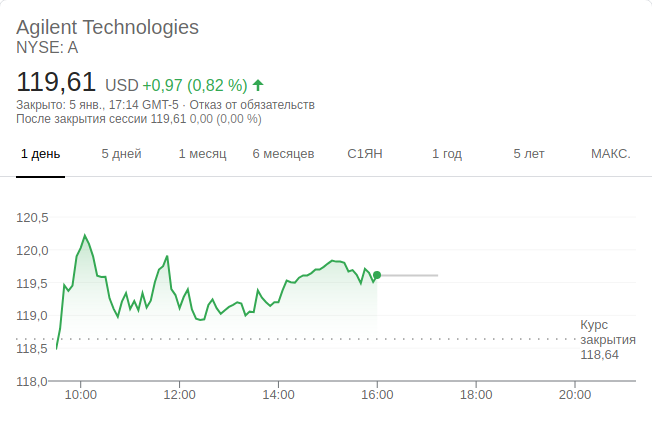 Agilent Technologies
NYSE: A
119,61 USD +0,97 (0,82 %)
Закрыто: 5 янв., 17:14 GMT-5 · Отказ от обязательств
После закрытия сессии 119,61 0,00 (0,00 %)
1 день 5 дней 1 месяц 6 месяцев С1ЯН 1 год 5 лет МАКС.
120,5
120,0
119,5
119,0
Курс
закрытия
118,64
118,5
118,0
10:00 12:00 14:00 16:00 18:00 20:00